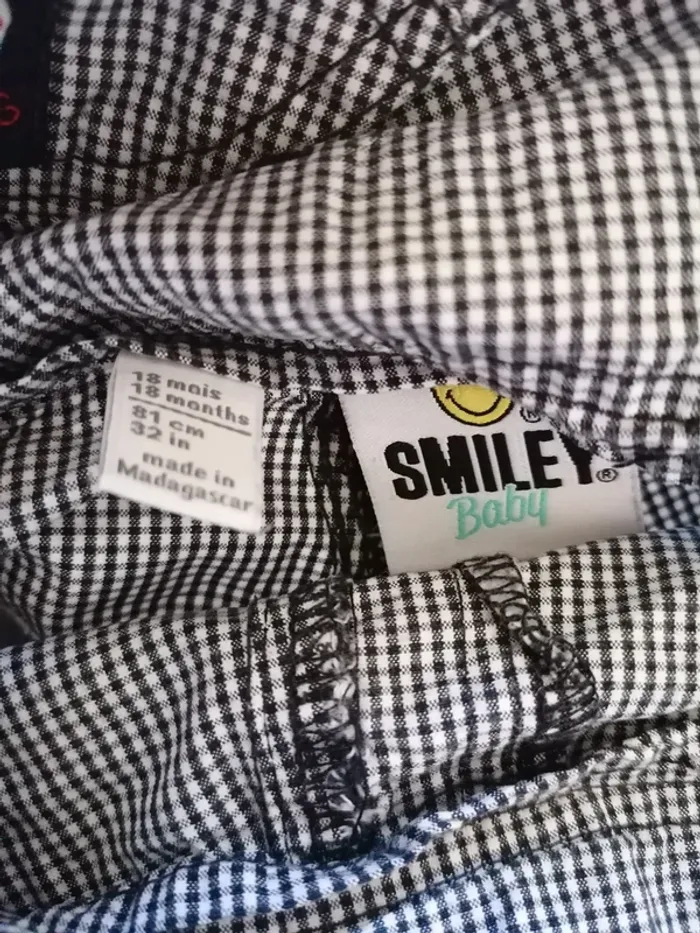 18 mois
18 months
81 cm
32 in
made in
Madagascar
SMILEY®
Baby